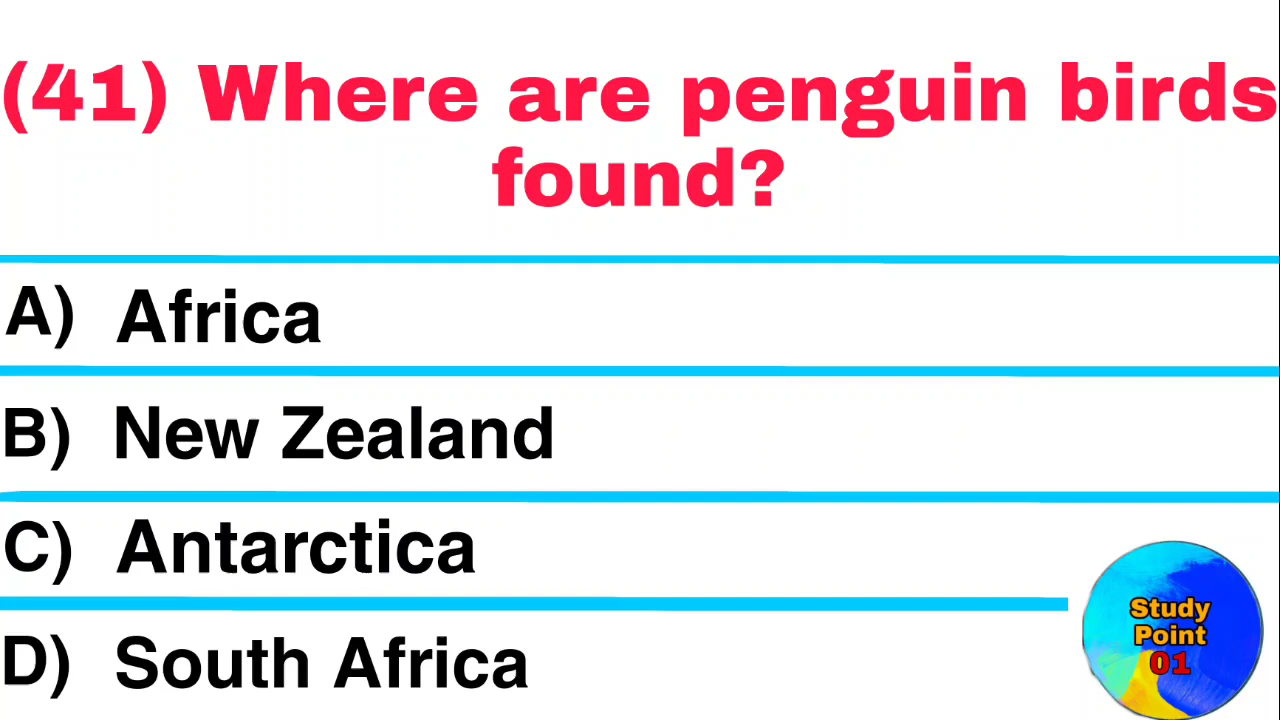 (41) Where are penguin birds
found?
A) Africa
B) New Zealand
C) Antarctica
D) South Africa
Study
Point
01